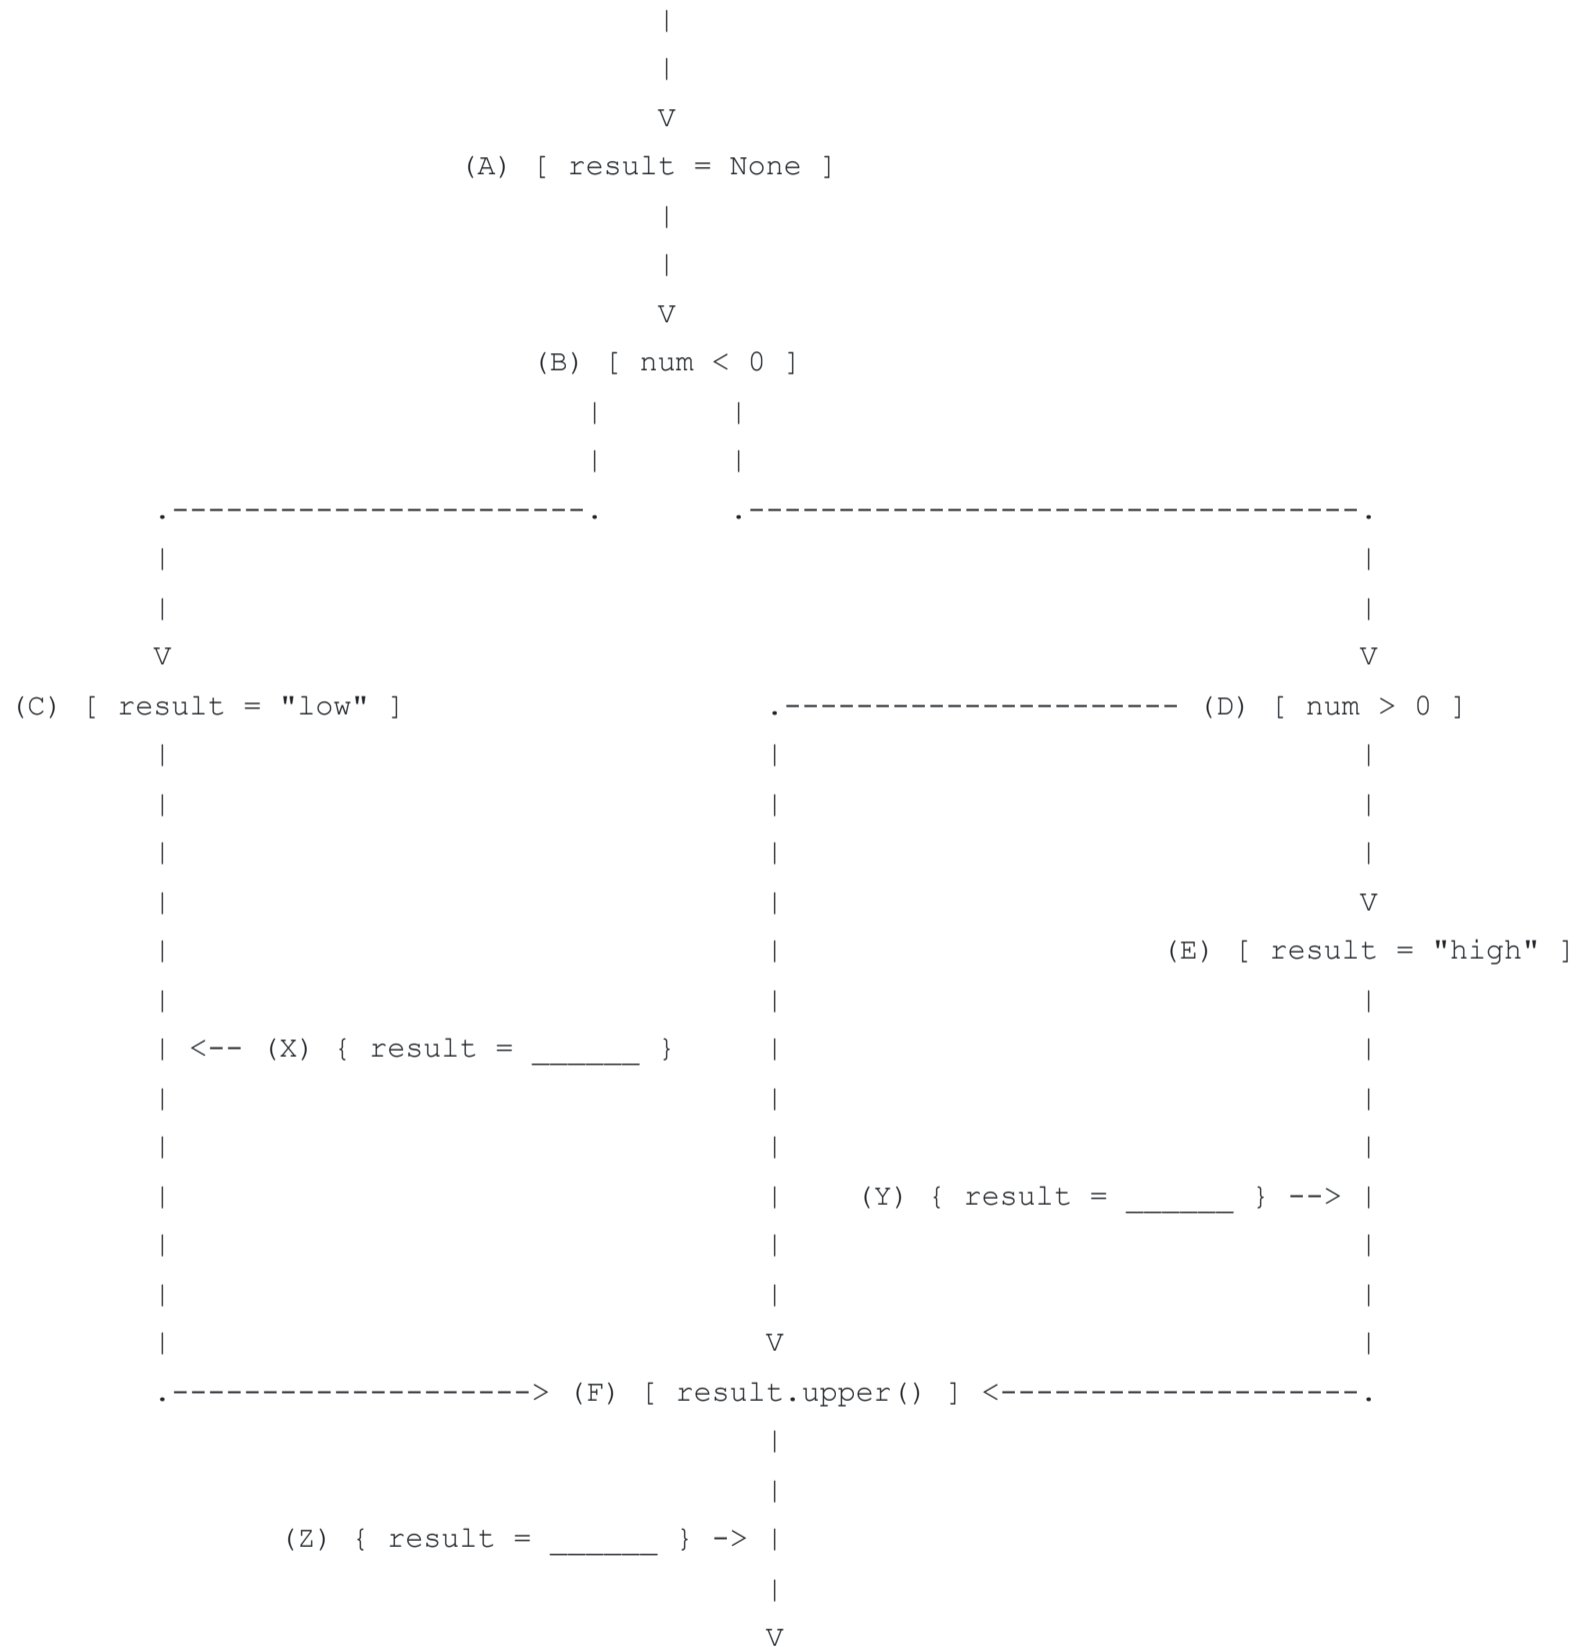 (A) [ result = None ]
(B) [ num < 0 ]
(C) [ result = "low" ] (D) [ num > 0 ]
(E) [ result = "high" ]
<-- (X) { result = ______ }
(Y) { result = ______ } -->
(F) [ result.upper() ]
(Z) { result = ______ } ->